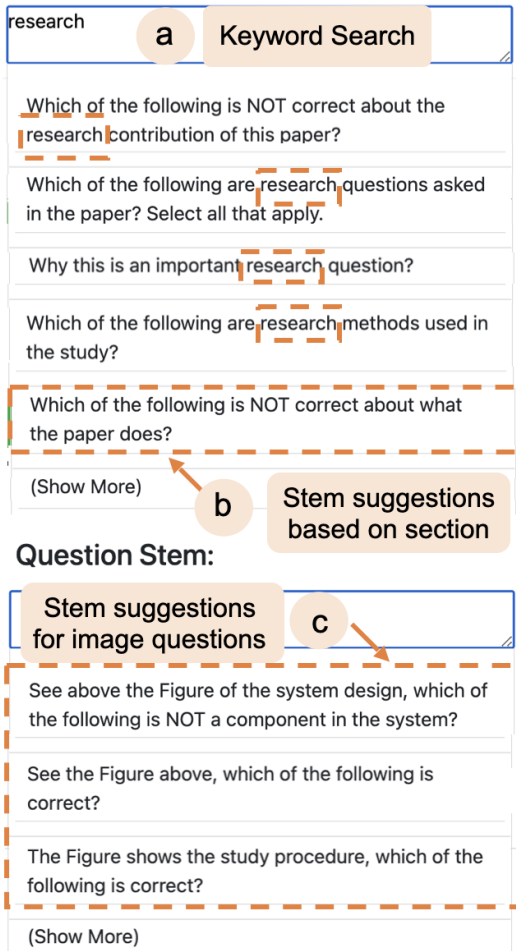 research
a
Keyword Search
Which of the following is NOT correct about the
research contribution of this paper?
Which of the following are research questions asked
in the paper? Select all that apply.
Why this is an important research question?
Which of the following are research methods used in
the study?
Which of the following is NOT correct about what
the paper does?
(Show More)
b
Stem suggestions
based on section
Question Stem:
Stem suggestions
for image questions
c
See above the Figure of the system design, which of
the following is NOT a component in the system?
See the Figure above, which of the following is
correct?
The Figure shows the study procedure, which of the
following is correct?
(Show More)